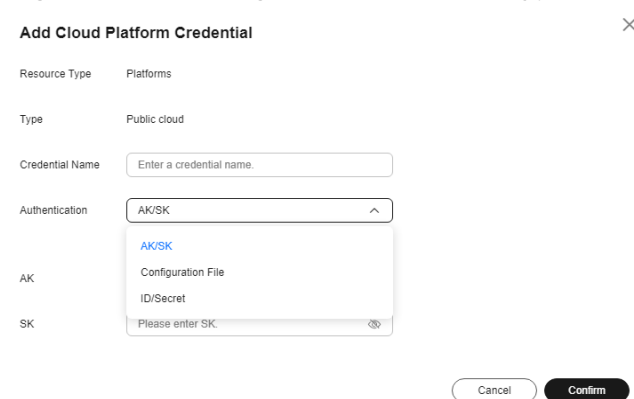 Add Cloud Platform Credential
Resource Type Platforms
Type Public cloud
Credential Name Enter a credential name.
Authentication AK/SK
AK/SK
Configuration File
AK
ID/Secret
SK Please enter SK.
Cancel Confirm